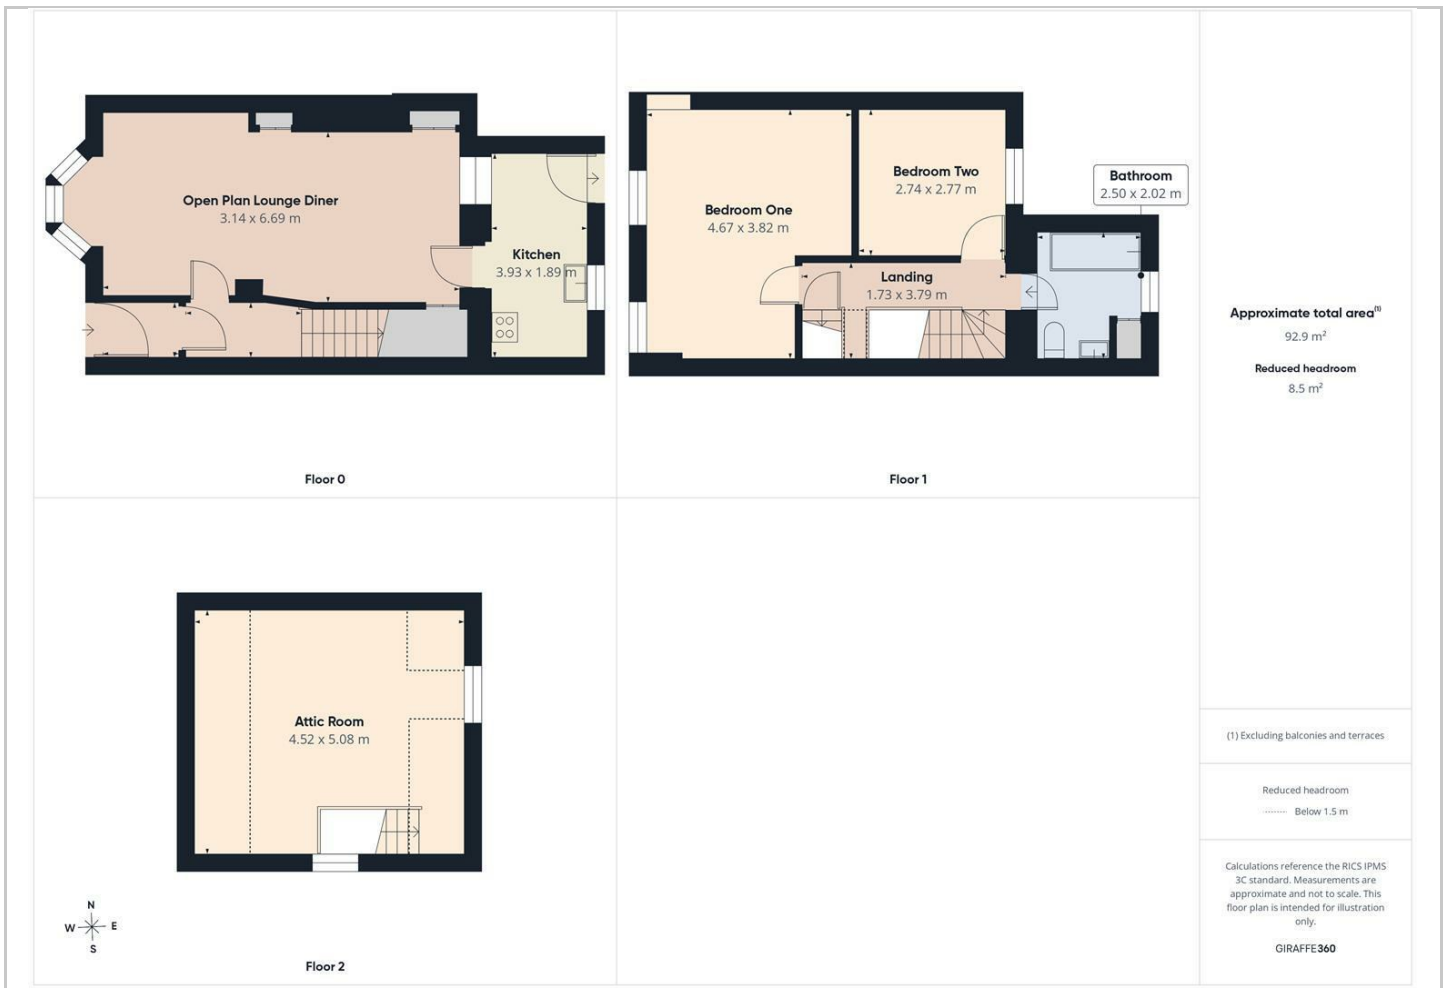 Open Plan Lounge Diner
3.14 x 6.69 m
Kitchen
3.93 x 1.89 m
Floor 0
Bedroom One
4.67 x 3.82 m
Bedroom Two
2.74 x 2.77 m
Bathroom
2.50 x 2.02 m
Landing
1.73 x 3.79 m
Floor 1
Attic Room
4.52 x 5.08 m
N
W E
S
Floor 2
Approximate total area(1)
92.9 m²
Reduced headroom
8.5 m²
(1) Excluding balconies and terraces
Reduced headroom
Below 1.5 m
Calculations reference the RICS IPMS
3C standard. Measurements are
approximate and not to scale. This
floor plan is intended for illustration
only.
GIRAFFE360